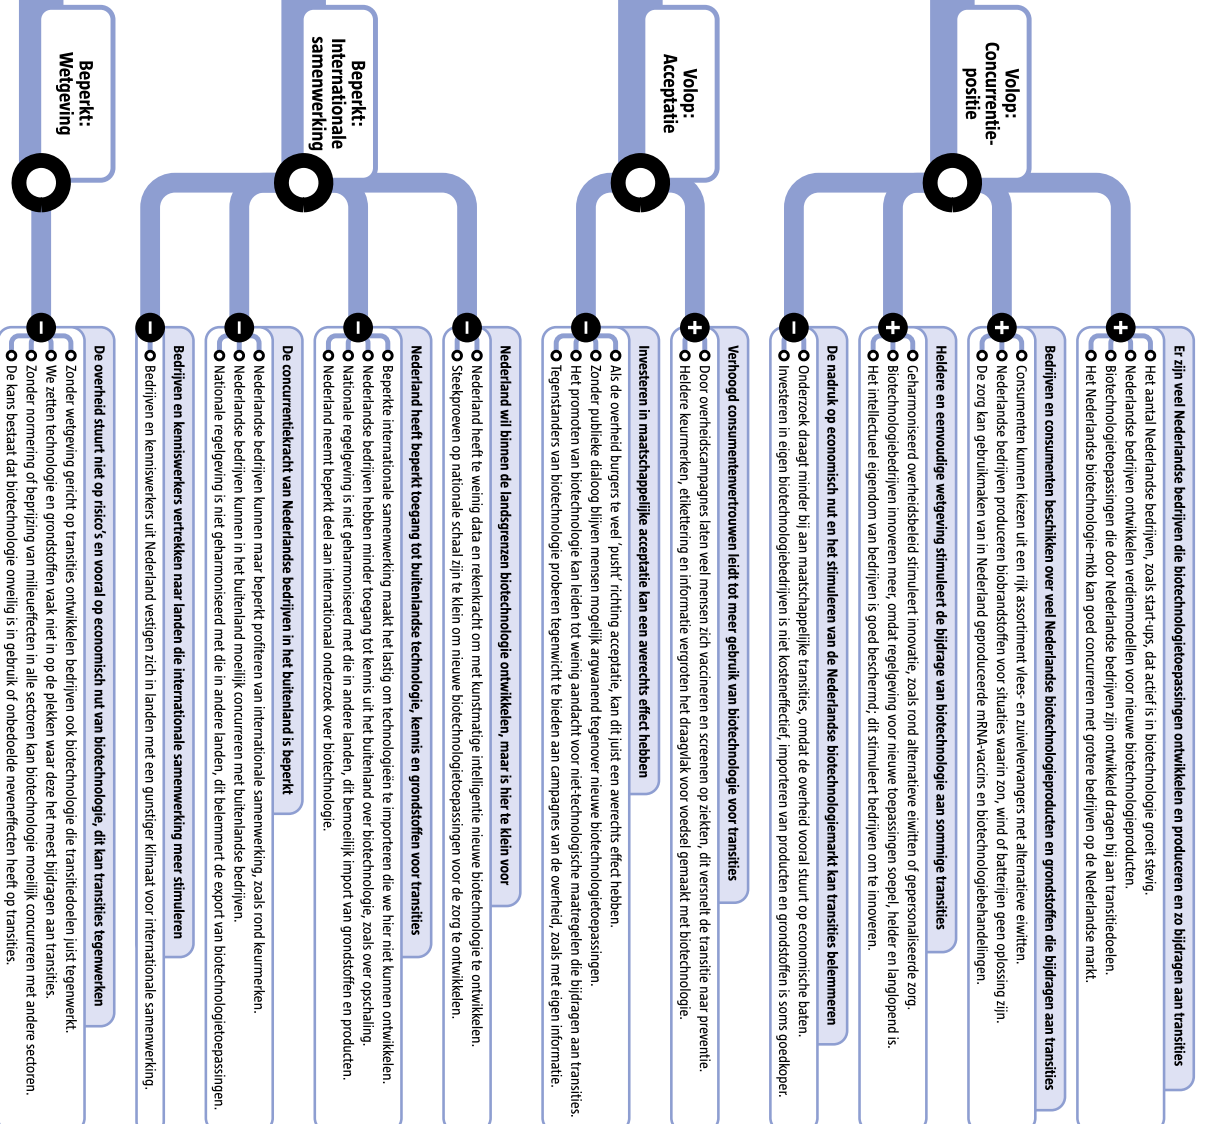 Volop:
Concurrentie-
positie
+
Er zijn veel Nederlandse bedrijven die biotechnologietoepassingen ontwikkelen en produceren en zo bijdragen aan transities
Het aantal Nederlandse bedrijven, zoals start-ups, dat actief is in biotechnologie groeit stevig.
Nederlandse bedrijven ontwikkelen verdienmodellen voor nieuwe biotechnologieproducten.
Biotechnologietoepassingen die door Nederlandse bedrijven zijn ontwikkeld dragen bij aan transitiedoelen.
Het Nederlandse biotechnologie-mkb kan goed concurreren met grotere bedrijven op de Nederlandse markt.
+
Bedrijven en consumenten beschikken over veel Nederlandse biotechnologieproducten en grondstoffen die bijdragen aan transities
Consumenten kunnen kiezen uit een rijk assortiment vlees- en zuivelvervangers met alternatieve eiwitten.
Nederlandse bedrijven produceren biobrandstoffen voor situaties waarin zon, wind of batterijen geen oplossing zijn.
De zorg kan gebruikmaken van in Nederland geproduceerde mRNA-vaccins en biotechnologiebehandelingen.
+
Heldere en eenvoudige wetgeving stimuleert de bijdrage van biotechnologie aan sommige transities
Geharmoniseerd overheidsbeleid stimuleert innovatie, zoals rond alternatieve eiwitten of gepersonaliseerde zorg.
Biotechnologiebedrijven innoveren meer, omdat regelgeving voor nieuwe toepassingen soepel, helder en langlopend is.
Het intellectueel eigendom van bedrijven is goed beschermd; dit stimuleert bedrijven om te innoveren.
–
De nadruk op economisch nut en het stimuleren van de Nederlandse biotechnologiemarkt kan transities belemmeren
Onderzoek draagt minder bij aan maatschappelijke transities, omdat de overheid vooral stuurt op economische baten.
Investeren in eigen biotechnologiebedrijven is niet kosteneffectief, importeren van producten en grondstoffen is soms goedkoper.
Volop:
Acceptatie
+
Verhoogd consumentenvertrouwen leidt tot meer gebruik van biotechnologie voor transities
Door overheidscampagnes laten veel mensen zich vaccineren en screenen op ziekten, dit versnelt de transitie naar preventie.
Heldere keurmerken, etikettering en informatie vergroten het draagvlak voor voedsel gemaakt met biotechnologie.
–
Investeren in maatschappelijke acceptatie kan een averechts effect hebben
Als de overheid burgers te veel ‘pusht’ richting acceptatie, kan dit juist een averechts effect hebben.
Zonder publieke dialoog blijven mensen mogelijk argwanend tegenover nieuwe biotechnologietoepassingen.
Het promoten van biotechnologie kan leiden tot weinig aandacht voor niet-technologische maatregelen die bijdragen aan transities.
Tegenstanders van biotechnologie proberen tegenwicht te bieden aan campagnes van de overheid, zoals met eigen informatie.
Beperkt:
Internationale
samenwerking
–
Nederland wil binnen de landsgrenzen biotechnologie ontwikkelen, maar is hier te klein voor
Nederland heeft te weinig data en rekenkracht om met kunstmatige intelligentie nieuwe biotechnologie te ontwikkelen.
Steekproeven op nationale schaal zijn te klein om nieuwe biotechnologietoepassingen voor de zorg te ontwikkelen.
–
Nederland heeft beperkt toegang tot buitenlandse technologie, kennis en grondstoffen voor transities
Beperkte internationale samenwerking maakt het lastig om technologieën te importeren die we hier niet kunnen ontwikkelen.
Nederlandse bedrijven hebben minder toegang tot kennis uit het buitenland over biotechnologie, zoals over opschaling.
Nationale regelgeving is niet geharmoniseerd met die in andere landen, dit bemoeilijkt import van grondstoffen en producten.
Nederland neemt beperkt deel aan internationaal onderzoek over biotechnologie.
–
De concurrentiekracht van Nederlandse bedrijven in het buitenland is beperkt
Nederlandse bedrijven kunnen maar beperkt profiteren van internationale samenwerking, zoals rond keurmerken.
Nederlandse bedrijven kunnen in het buitenland moeilijk concurreren met buitenlandse bedrijven.
Nationale regelgeving is niet geharmoniseerd met die in andere landen, dit belemmert de export van biotechnologietoepassingen.
–
Bedrijven en kenniswerkers vertrekken naar landen die internationale samenwerking meer stimuleren
Bedrijven en kenniswerkers uit Nederland vestigen zich in landen met een gunstiger klimaat voor internationale samenwerking.
Beperkt:
Wetgeving
–
De overheid stuurt niet op risico’s en vooral op economisch nut van biotechnologie, dit kan transities tegenwerken
Zonder wetgeving gericht op transities ontwikkelen bedrijven ook biotechnologie die transitiedoelen juist tegenwerkt.
We zetten technologie en grondstoffen vaak niet in op de plekken waar deze het meest bijdragen aan transities.
Zonder normering of beprijzing van milieueffecten in alle sectoren kan biotechnologie moeilijk concurreren met andere sectoren.
De kans bestaat dat biotechnologie onveilig is in gebruik of onbedoelde neveneffecten heeft op transities.